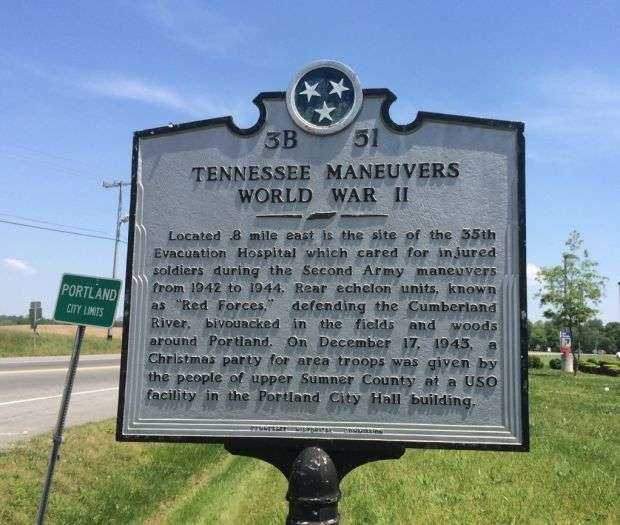 3B 51
TENNESSEE MANEUVERS
WORLD WAR II
Located .8 mile east is the site of the 35th
Evacuation Hospital which cared for injured
soldiers during the Second Army maneuvers
from 1942 to 1944. Rear echelon units, known
as "Red Forces," defending the Cumberland
River, bivouacked in the fields and woods
around Portland. On December 17, 1943, a
Christmas party for area troops was given by
the people of upper Sumner County at a USO
facility in the Portland City Hall building.
TENNESSEE HISTORICAL COMMISSION
PORTLAND
CITY LIMITS